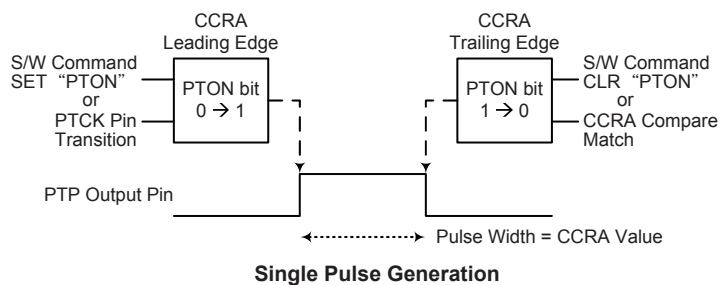 CCRA
Leading Edge
S/W Command
SET “PTON”
or
PTCK Pin
Transition
PTON bit
0 → 1
CCRA
Trailing Edge
PTON bit
1 → 0
S/W Command
CLR “PTON”
or
CCRA Compare
Match
PTP Output Pin
Pulse Width = CCRA Value
Single Pulse Generation